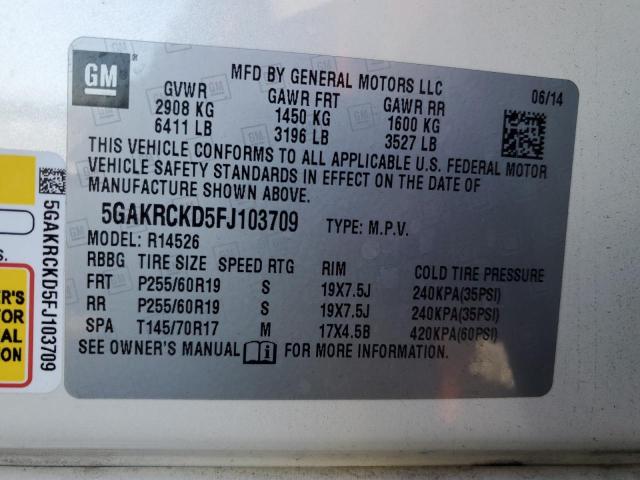 GM
MFD BY GENERAL MOTORS LLC
06/14
GVWR GAWR FRT GAWR RR
2908 KG 1450 KG 1600 KG
6411 LB 3196 LB 3527 LB
THIS VEHICLE CONFORMS TO ALL APPLICABLE U.S. FEDERAL MOTOR
VEHICLE SAFETY STANDARDS IN EFFECT ON THE DATE OF
MANUFACTURE SHOWN ABOVE.
5GAKRCKD5FJ103709 TYPE: M.P.V.
MODEL: R14526
RBBG TIRE SIZE SPEED RTG RIM COLD TIRE PRESSURE
FRT P255/60R19 S 19X7.5J 240KPA(35PSI)
RR P255/60R19 S 19X7.5J 240KPA(35PSI)
SPA T145/70R17 M 17X4.5B 420KPA(60PSI)
SEE OWNER'S MANUAL i FOR MORE INFORMATION.
5GAKRCKD5FJ103709